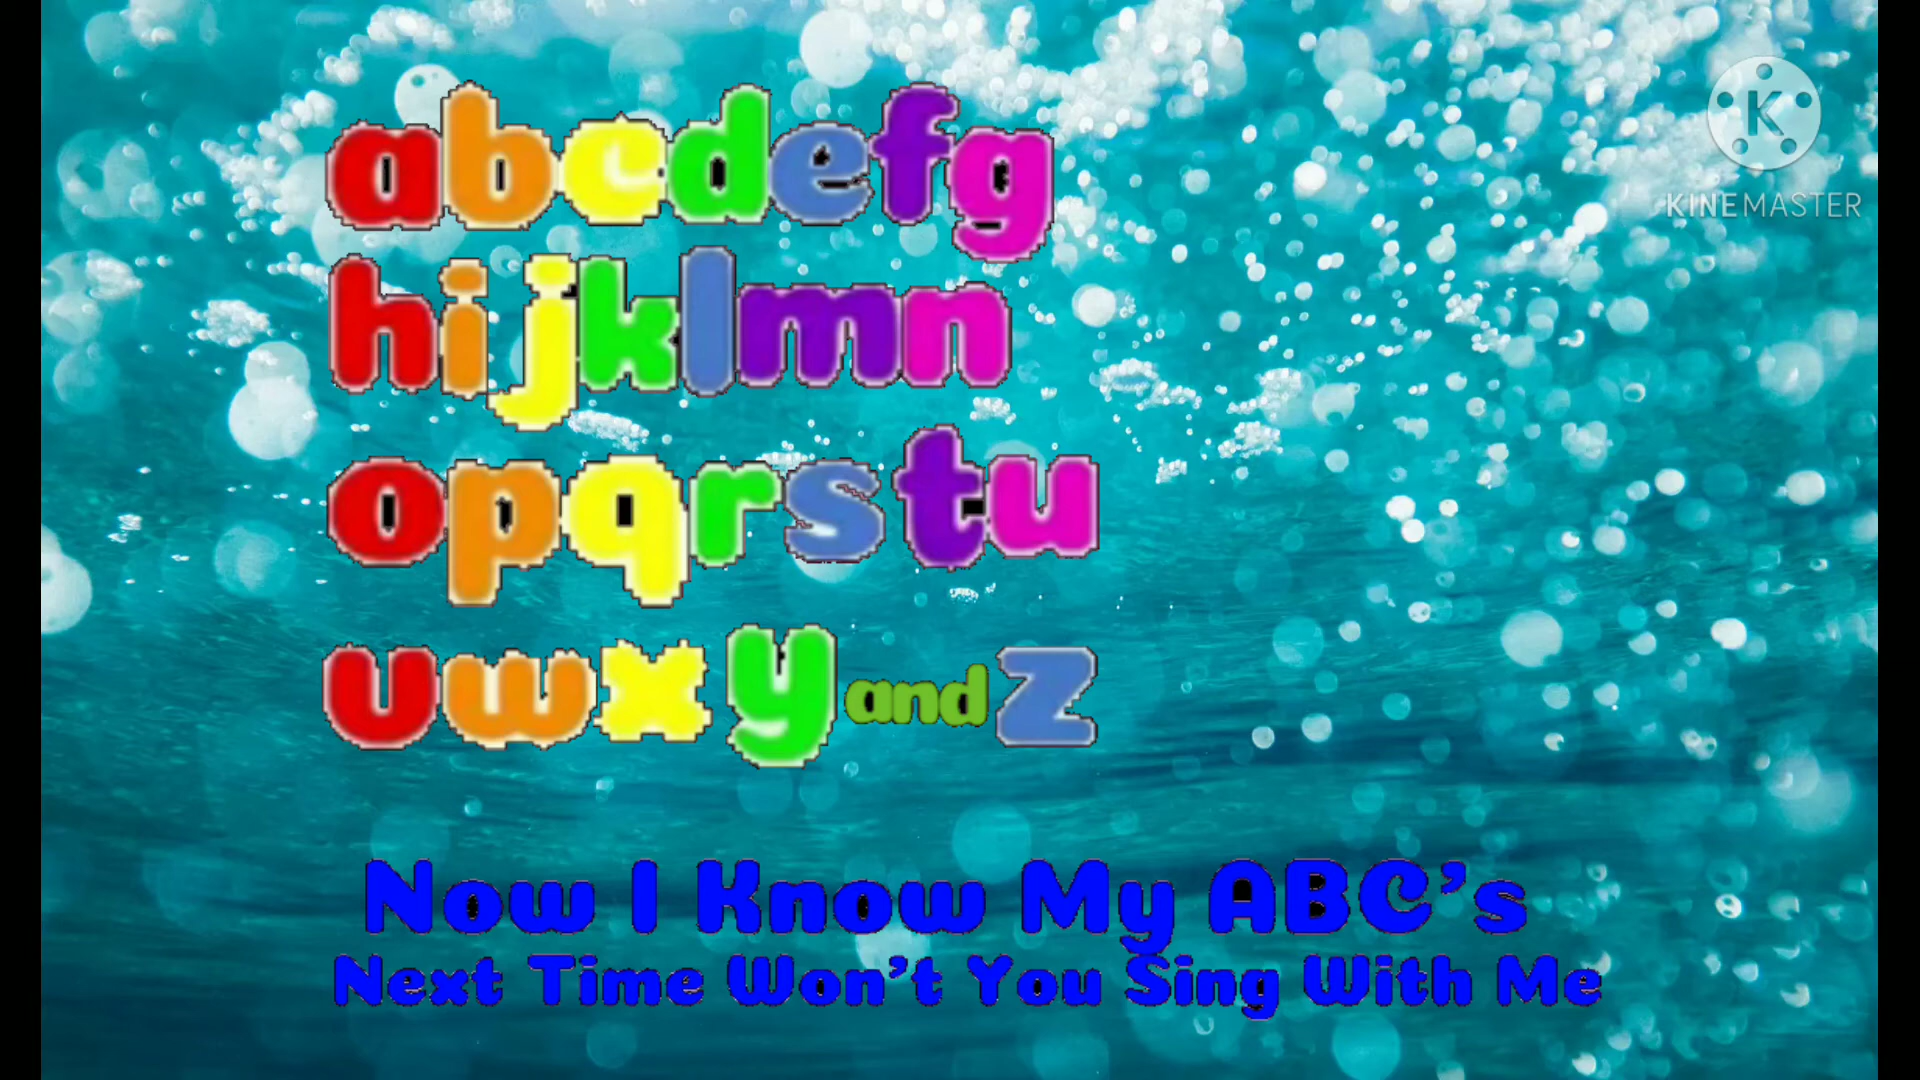 abcdefg
hijklmn
opqrstu
uwxy and z
Now I Know My ABC's
Next Time Won't You Sing With Me
K
KINEMASTER